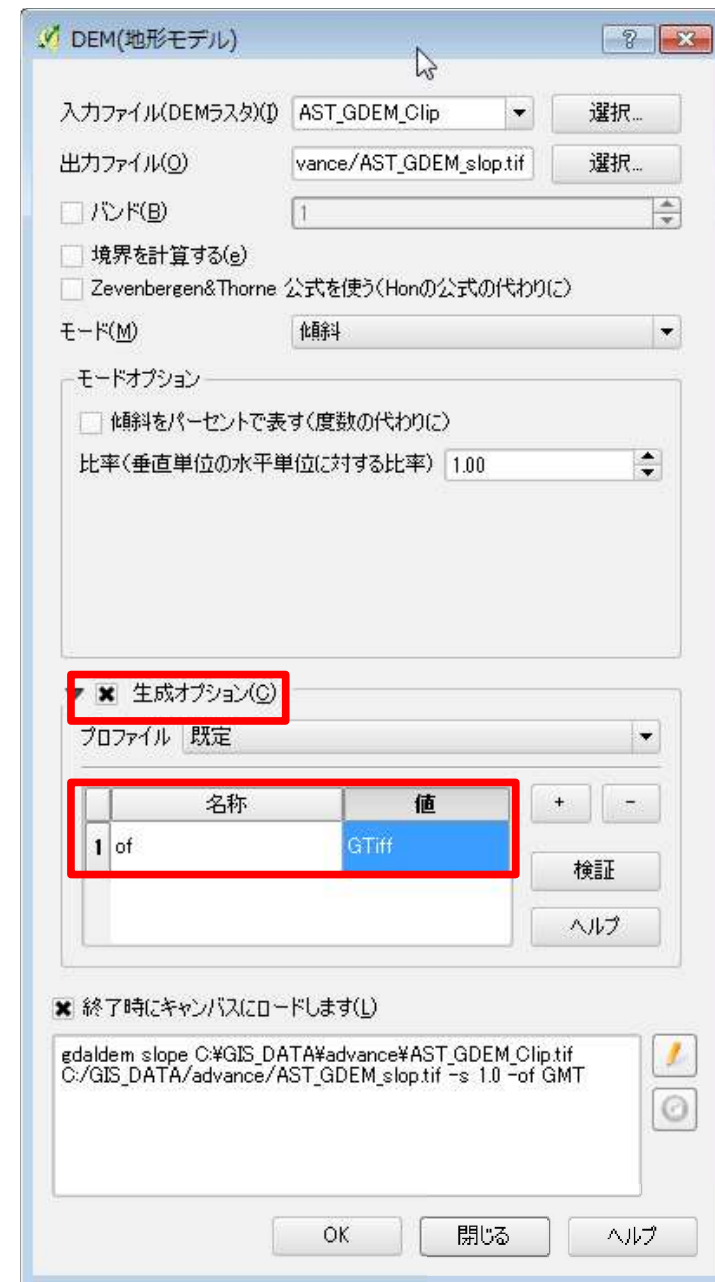 DEM(地形モデル)
入力ファイル(DEMラスタ)(I) AST_GDEM_Clip 選択...
出力ファイル(O) vance/AST_GDEM_slop.tif 選択...
バンド(B) 1
境界を計算する(e)
Zevenbergen&Thorne 公式を使う(Honの公式の代わりに)
モード(M) 傾斜
モードオプション
傾斜をパーセントで表す(度数の代わりに)
比率(垂直単位の水平単位に対する比率) 1.00
生成オプション(C)
プロファイル 既定
名称 値 + -
1 of GTiff
検証
ヘルプ
終了時にキャンバスにロードします(L)
gdaldem slope C:¥GIS_DATA¥advance¥AST_GDEM_Clip.tif
C:/GIS_DATA/advance/AST_GDEM_slop.tif -s 1.0 -of GMT
OK 閉じる ヘルプ